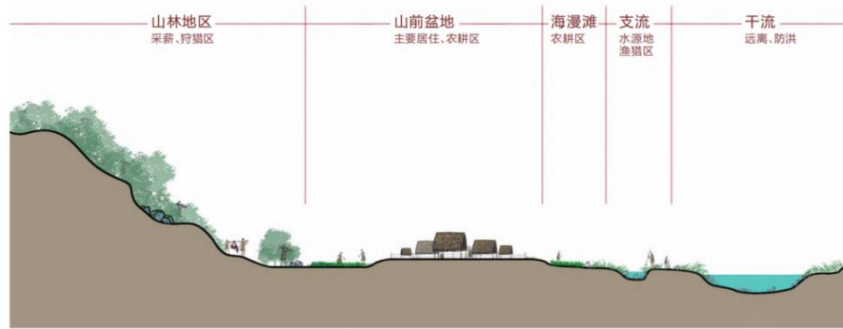 山林地区
采薪、狩猎区
山前盆地
主要居住、农耕区
海漫滩
农耕区
支流
水源地
渔猎区
干流
远离、防洪